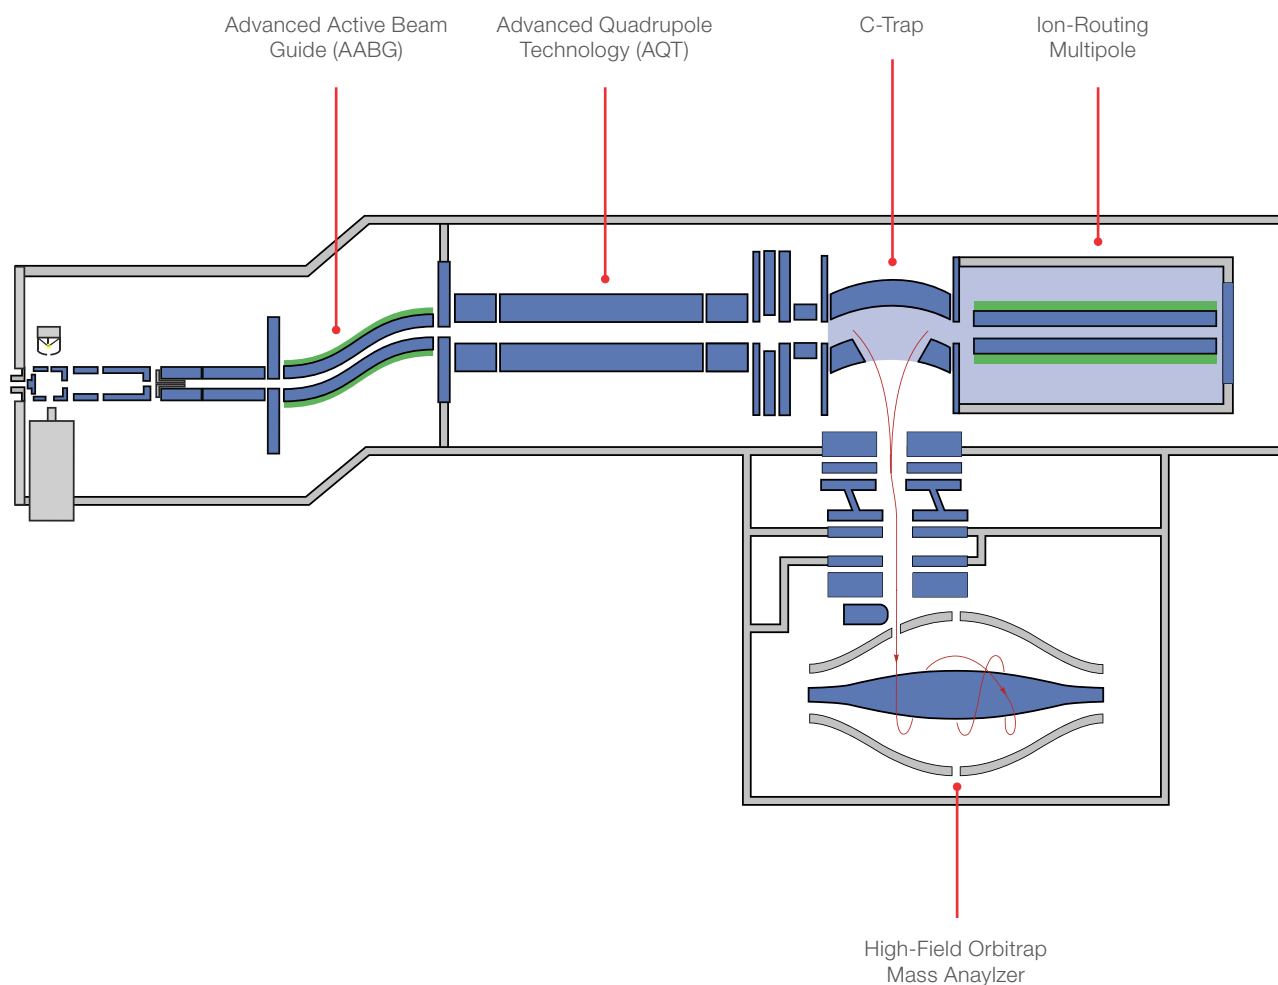 Advanced Active Beam
Guide (AABG)
Advanced Quadrupole
Technology (AQT)
C-Trap
Ion-Routing
Multipole
High-Field Orbitrap
Mass Anaylzer